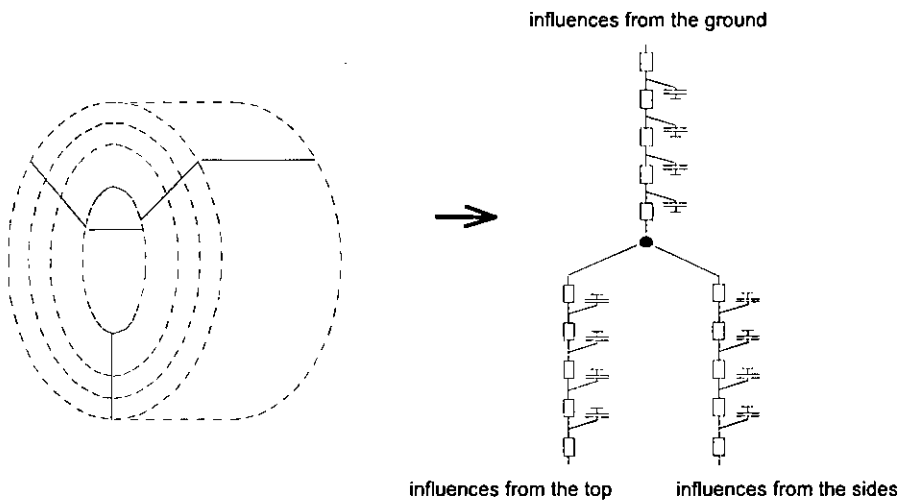 influences from the ground
influences from the top
influences from the sides